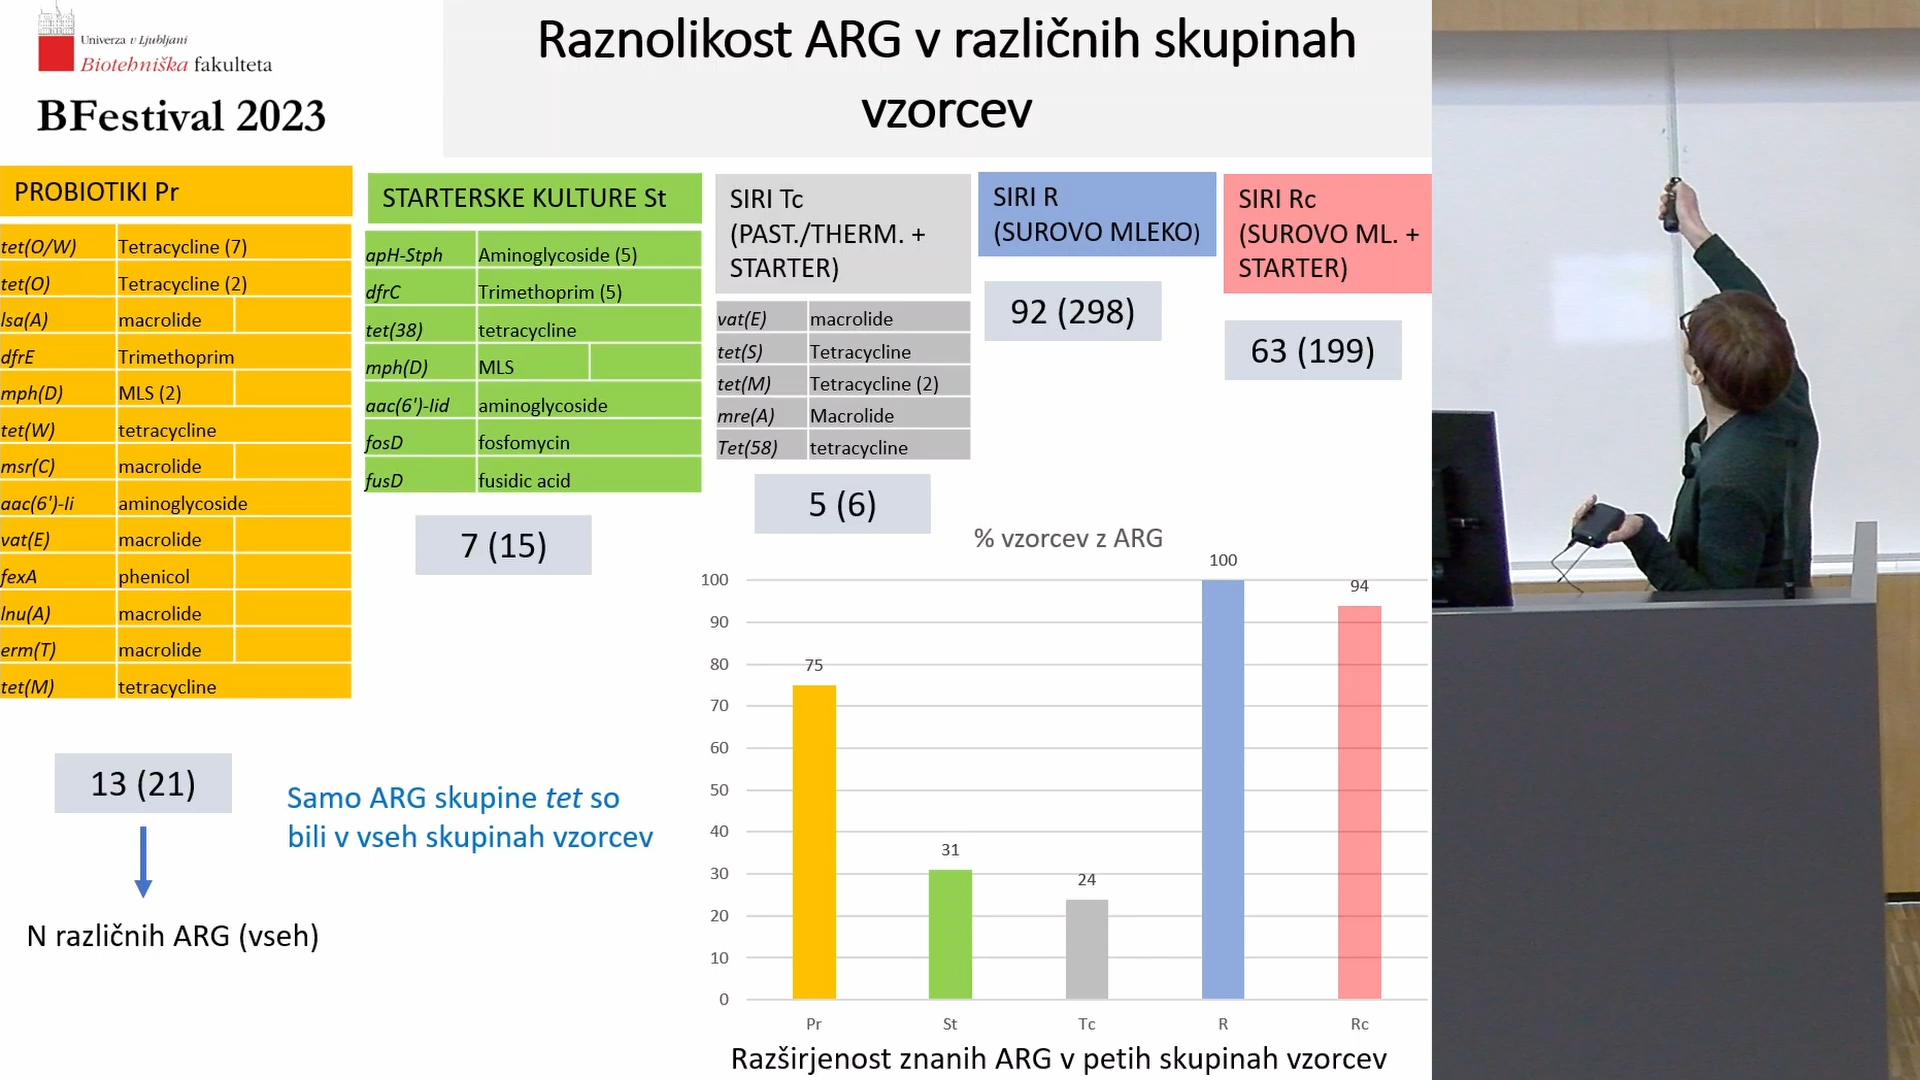 Univerza v Ljubljani
Biotehniška fakulteta
BFestival 2023
Raznolikost ARG v različnih skupinah
vzorcev
PROBIOTIKI Pr
tet(O/W) Tetracycline (7)
tet(O) Tetracycline (2)
lsa(A) macrolide
dfrE Trimethoprim
mph(D) MLS (2)
tet(W) tetracycline
msr(C) macrolide
aac(6')-Ii aminoglycoside
vat(E) macrolide
fexA phenicol
lnu(A) macrolide
erm(T) macrolide
tet(M) tetracycline
13 (21)
N različnih ARG (vseh)
STARTERSKE KULTURE St
apH-Stph Aminoglycoside (5)
dfrC Trimethoprim (5)
tet(38) tetracycline
mph(D) MLS
aac(6')-Iid aminoglycoside
fosD fosfomycin
fusD fusidic acid
7 (15)
Samo ARG skupine tet so
bili v vseh skupinah vzorcev
SIRI Tc
(PAST./THERM. +
STARTER)
vat(E) macrolide
tet(S) Tetracycline
tet(M) Tetracycline (2)
mre(A) Macrolide
Tet(58) tetracycline
5 (6)
SIRI R
(SUROVO MLEKO)
92 (298)
SIRI Rc
(SUROVO ML. +
STARTER)
63 (199)
% vzorcev z ARG
100
90
80
70
60
50
40
30
20
10
0
75
31
24
100
94
Pr St Tc R Rc
Razširjenost znanih ARG v petih skupinah vzorcev